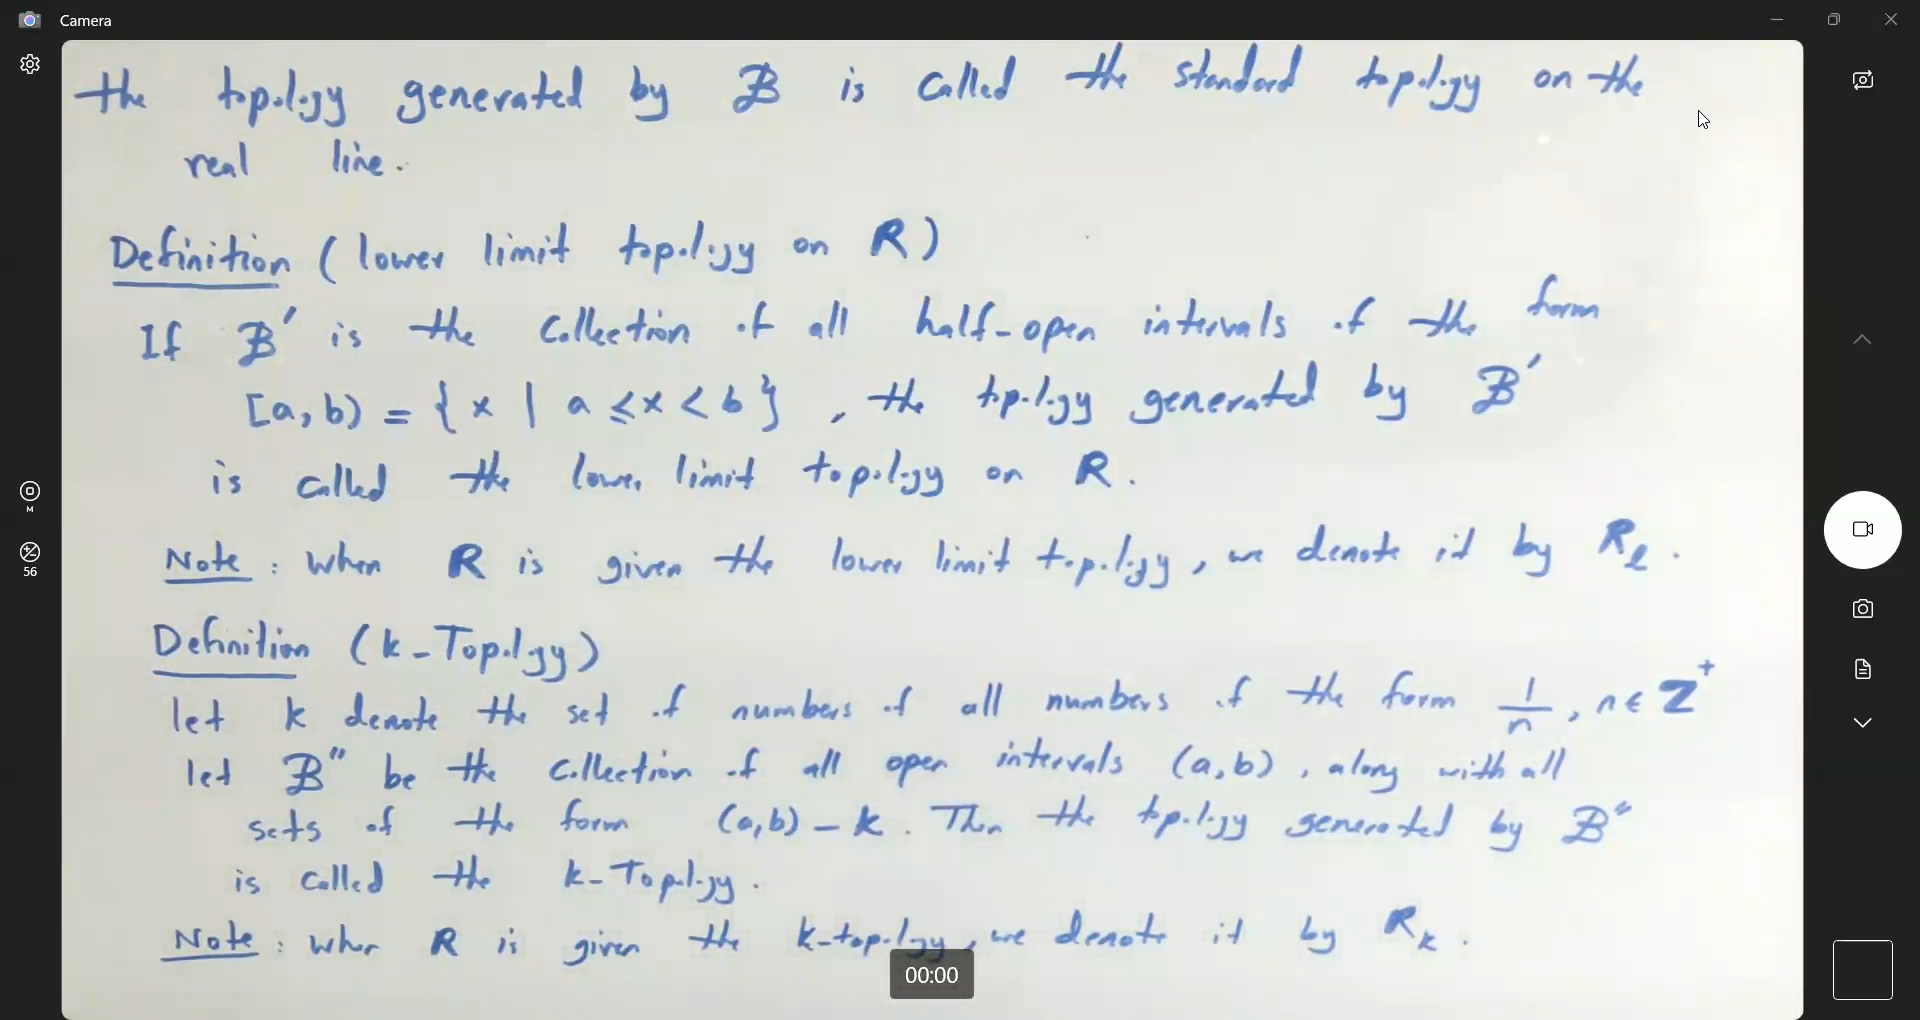 Camera
the topology generated by B is called the standard topology on the
real line.
Definition (lower limit topology on R)
If B' is the collection of all half-open intervals of the form
[a, b) = { x | a ≤ x < b } , the topology generated by B'
is called the lower limit topology on R.
Note : when R is given the lower limit topology, we denote it by Rℓ.
Definition (k-Topology)
let k denote the set of numbers of all numbers of the form 1/n, n ∈ Z⁺
let B" be the collection of all open intervals (a,b), along with all
sets of the form (a,b) - k. Then the topology generated by B"
is called the k-Topology.
Note : when R is given the k-topology, we denote it by Rk.
M
56
00:00